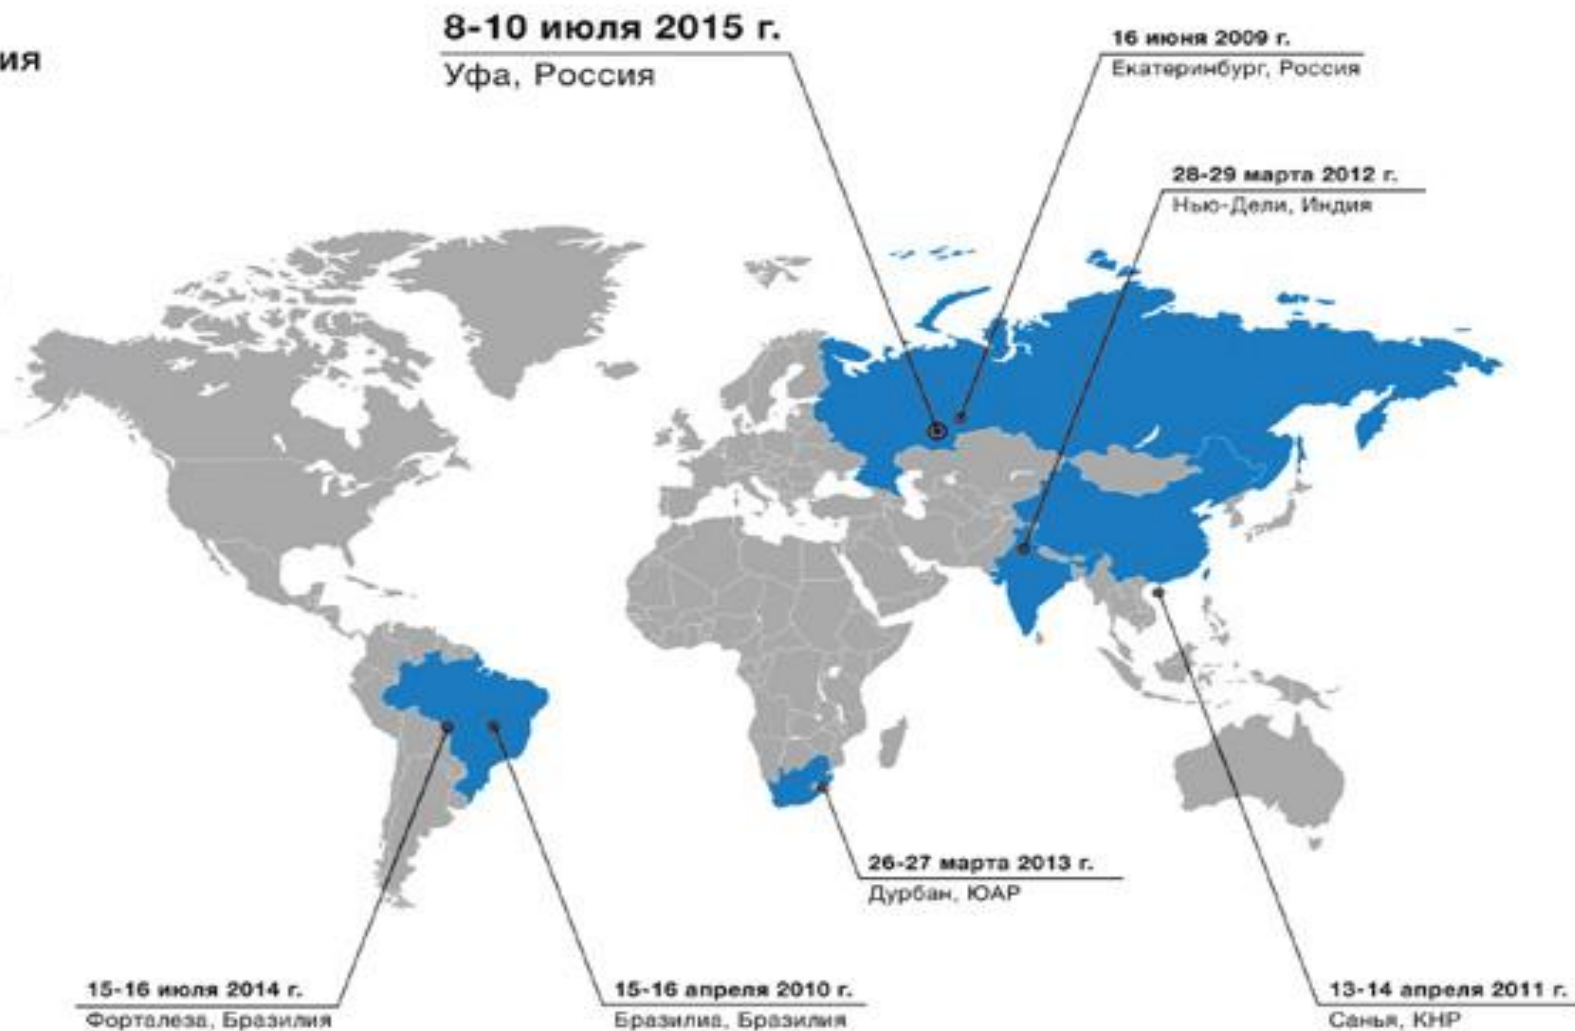 ия
8-10 июля 2015 г.
Уфа, Россия
16 июня 2009 г.
Екатеринбург, Россия
28-29 марта 2012 г.
Нью-Дели, Индия
26-27 марта 2013 г.
Дурбан, ЮАР
15-16 июля 2014 г.
Форталеза, Бразилия
15-16 апреля 2010 г.
Бразилиа, Бразилия
13-14 апреля 2011 г.
Санья, КНР